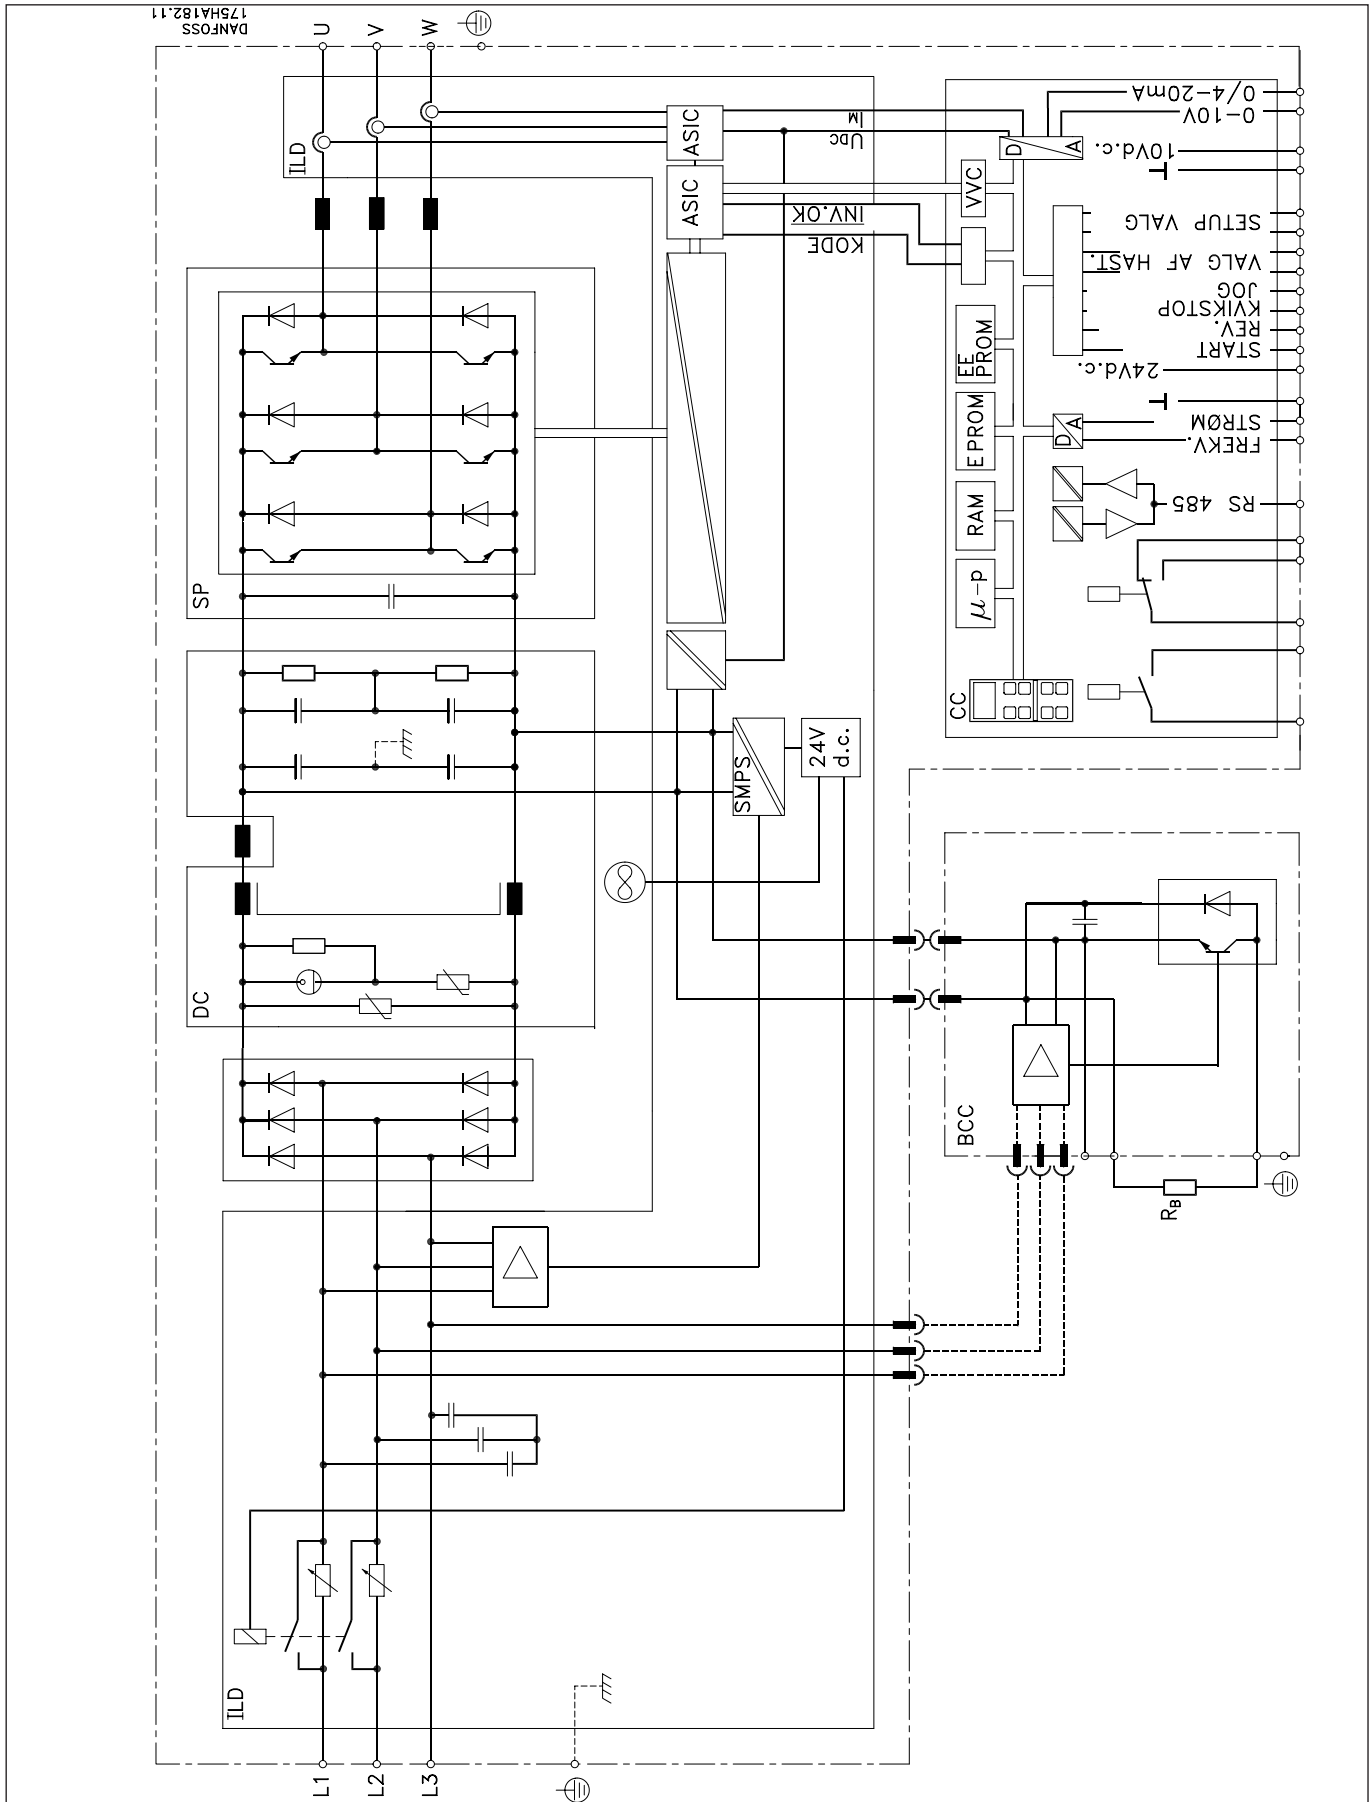 DANFOSS
175HA182.11
U
V
W
ILD
ASIC
ASIC
IM
UDC
INV.OK
KODE
D
A
VVC
0/4-20mA
0-10V
10Vd.c.
SETUP VALG
VALG AF HAST.
JOG
KVIKSTOP
REV.
START
24Vd.c.
STRØM
FREKV.
RS 485
EE
PROM
EPROM
D
A
RAM
μ-p
CC
SP
SMPS
24V
d.c.
DC
BCC
RB
ILD
L1
L2
L3